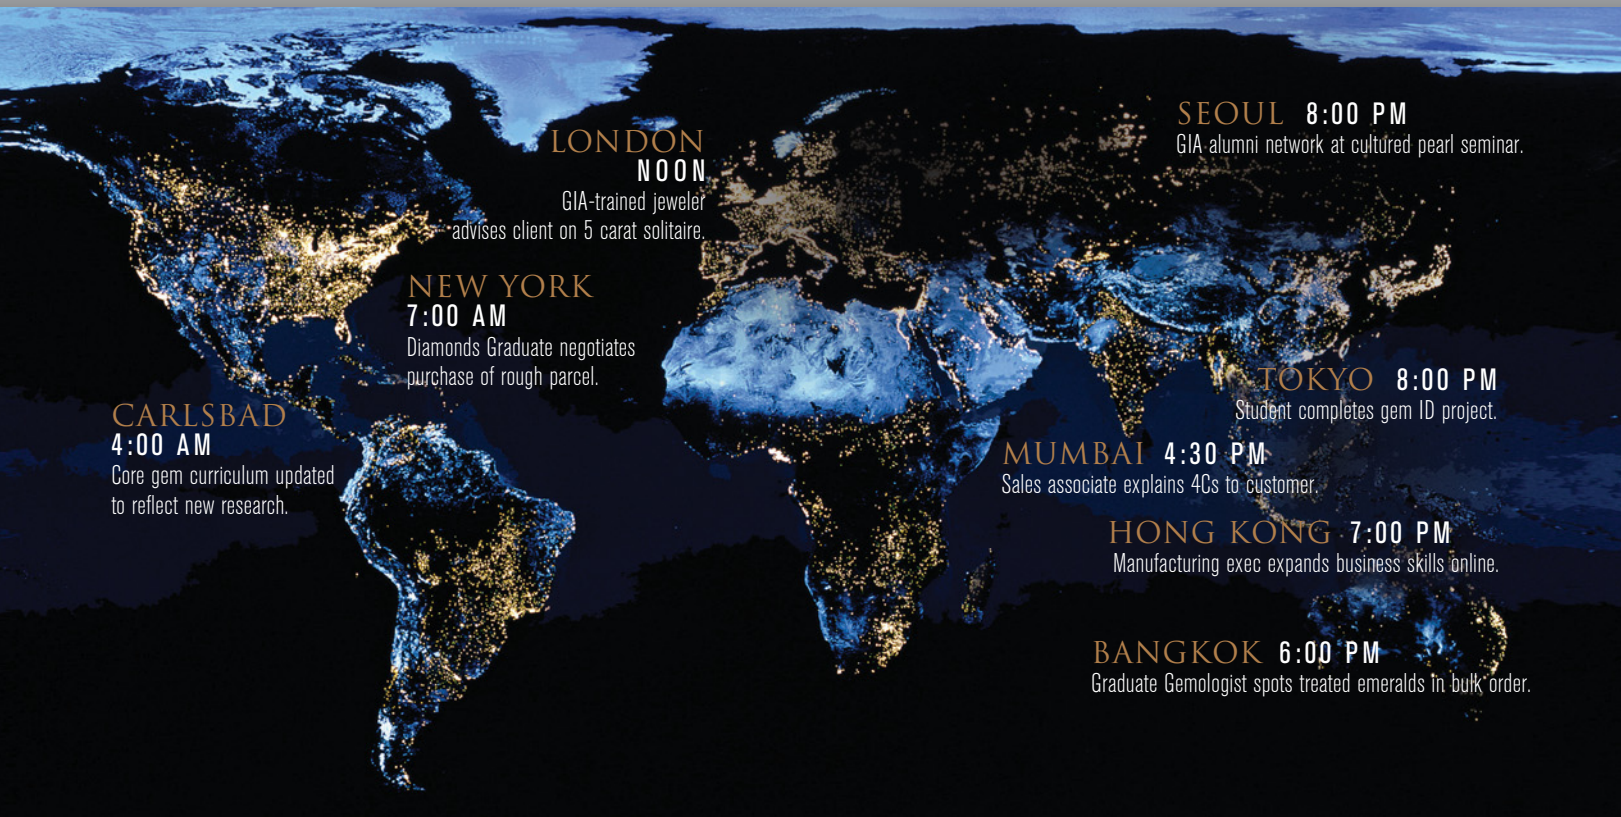 LONDON
NOON
GIA-trained jeweler
advises client on 5 carat solitaire.
SEOUL 8:00 PM
GIA alumni network at cultured pearl seminar.
NEW YORK
7:00 AM
Diamonds Graduate negotiates
purchase of rough parcel.
CARLSBAD
4:00 AM
Core gem curriculum updated
to reflect new research.
TOKYO 8:00 PM
Student completes gem ID project.
MUMBAI 4:30 PM
Sales associate explains 4Cs to customer.
HONG KONG 7:00 PM
Manufacturing exec expands business skills online.
BANGKOK 6:00 PM
Graduate Gemologist spots treated emeralds in bulk order.